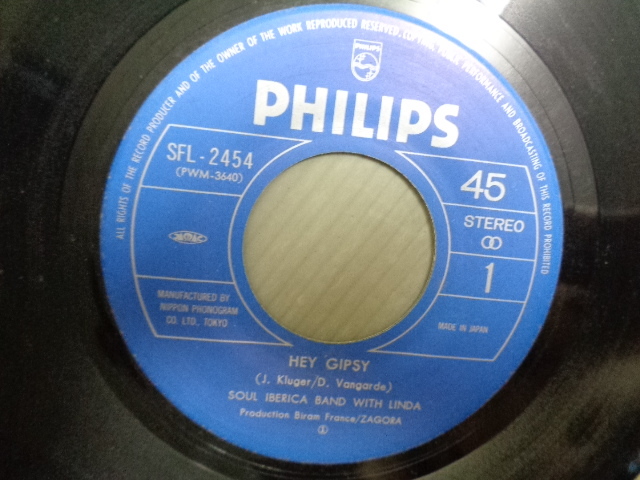 ALL RIGHTS OF THE RECORD PRODUCER AND OF THE OWNER OF THE WORK REPRODUCED RESERVED. COPYING, PUBLIC PERFORMANCE AND BROADCASTING OF THIS RECORD PROHIBITED
PHILIPS
PHILIPS
SFL-2454
(PWM-3640)
45
STEREO
1
MANUFACTURED BY
NIPPON PHONOGRAM
CO. LTD., TOKYO
MADE IN JAPAN
HEY GIPSY
(J. Kluger/D. Vangarde)
SOUL IBERICA BAND WITH LINDA
Production Biram France/ZAGORA